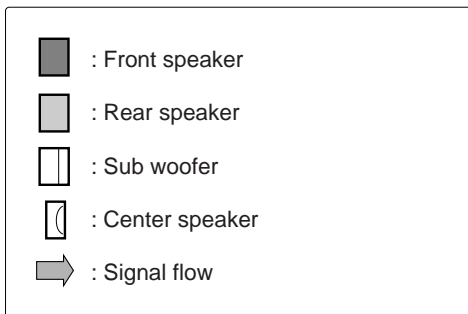 : Front speaker
: Rear speaker
: Sub woofer
: Center speaker
: Signal flow